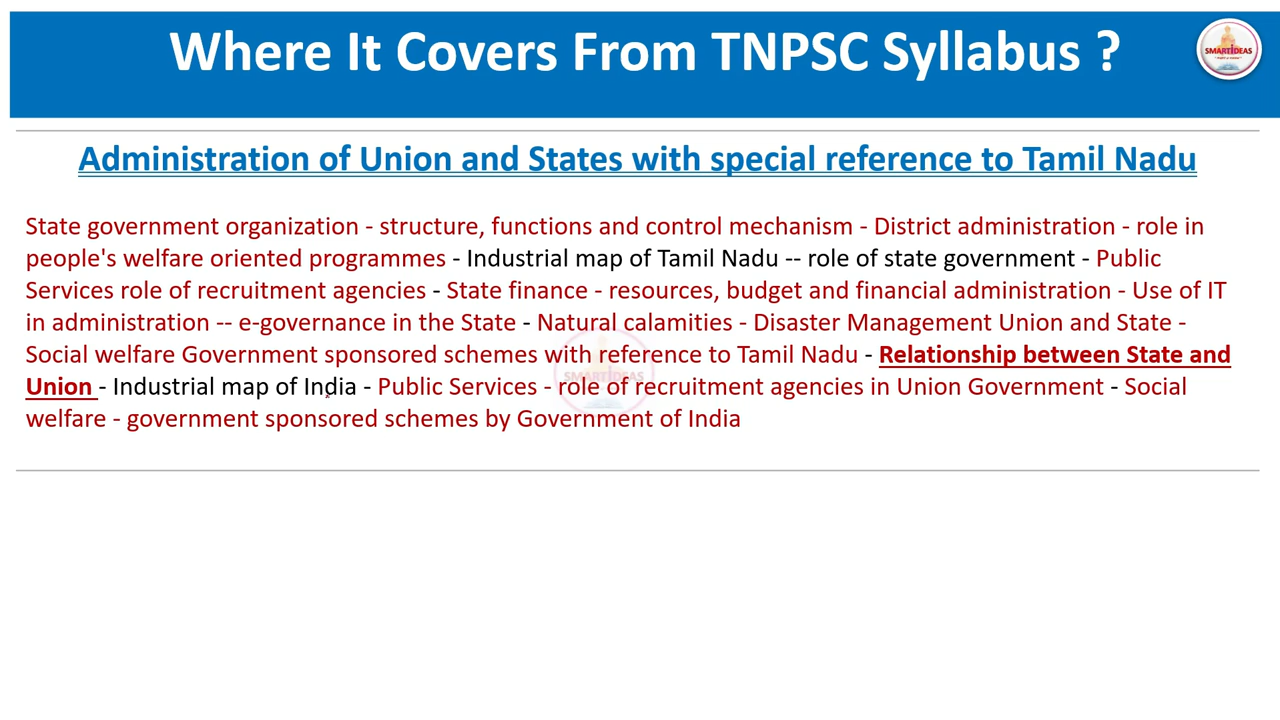 Where It Covers From TNPSC Syllabus ?
SMARTIDEAS
Administration of Union and States with special reference to Tamil Nadu
State government organization - structure, functions and control mechanism - District administration - role in
people's welfare oriented programmes - Industrial map of Tamil Nadu -- role of state government - Public
Services role of recruitment agencies - State finance - resources, budget and financial administration - Use of IT
in administration -- e-governance in the State - Natural calamities - Disaster Management Union and State -
Social welfare Government sponsored schemes with reference to Tamil Nadu - Relationship between State and
Union - Industrial map of India - Public Services - role of recruitment agencies in Union Government - Social
welfare - government sponsored schemes by Government of India
SMARTIDEAS